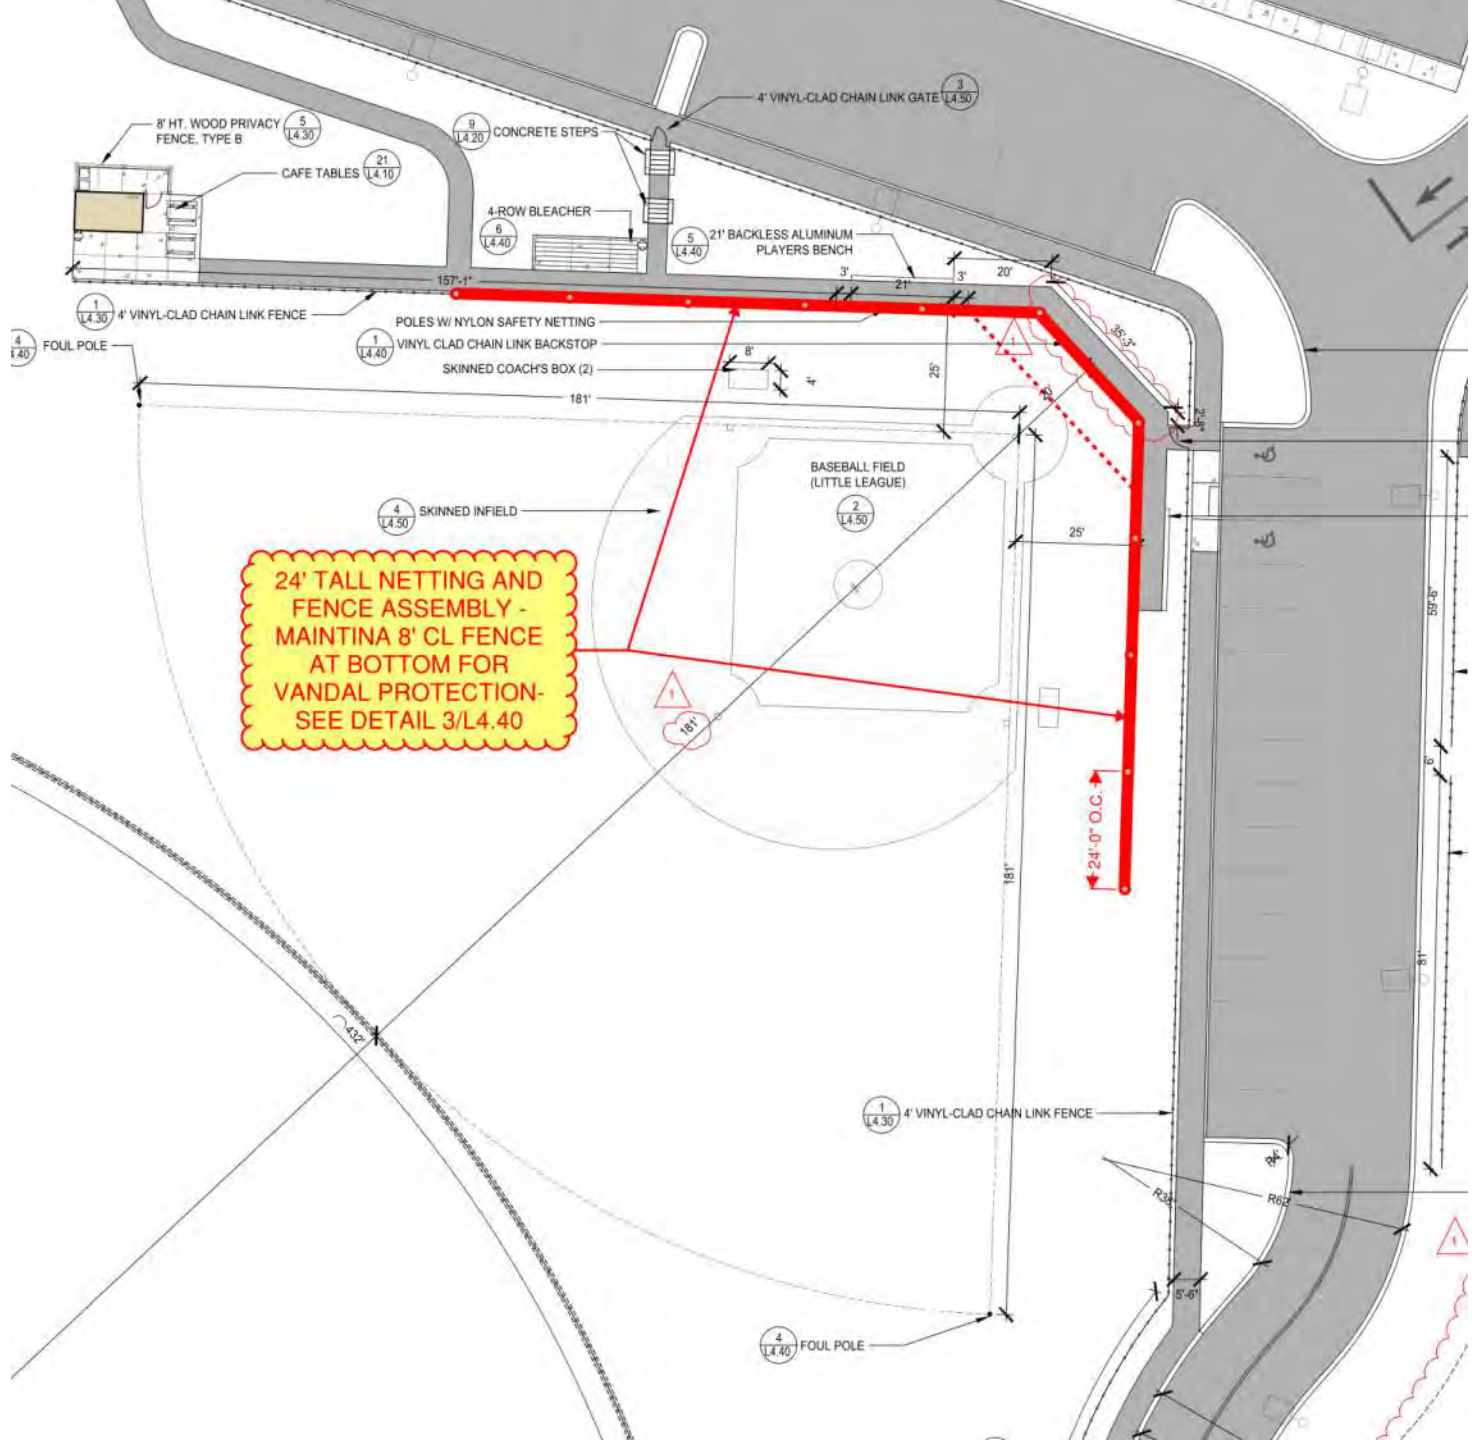 4' VINYL-CLAD CHAIN LINK GATE
3
L4.50
8' HT. WOOD PRIVACY
FENCE, TYPE B
5
L4.30
9
L4.20
CONCRETE STEPS
CAFE TABLES
21
L4.10
4-ROW BLEACHER
6
L4.40
5
L4.40
21' BACKLESS ALUMINUM
PLAYERS BENCH
3'
21'
3'
20'
157'-1"
1
L4.30
4' VINYL-CLAD CHAIN LINK FENCE
POLES W/ NYLON SAFETY NETTING
1
L4.40
VINYL CLAD CHAIN LINK BACKSTOP
SKINNED COACH'S BOX (2)
4
FOUL POLE
8'
4'
25'
1
35'-3"
2'-8"
181'
BASEBALL FIELD
(LITTLE LEAGUE)
2
L4.50
4
L4.50
SKINNED INFIELD
25'
24' TALL NETTING AND
FENCE ASSEMBLY -
MAINTINA 8' CL FENCE
AT BOTTOM FOR
VANDAL PROTECTION-
SEE DETAIL 3/L4.40
59'-6"
1
181'
6'
24'-0" O.C.
181'
81'
432'
1
L4.30
4' VINYL-CLAD CHAIN LINK FENCE
R4'
R38'
R62'
1
5'-6"
4
L4.40
FOUL POLE